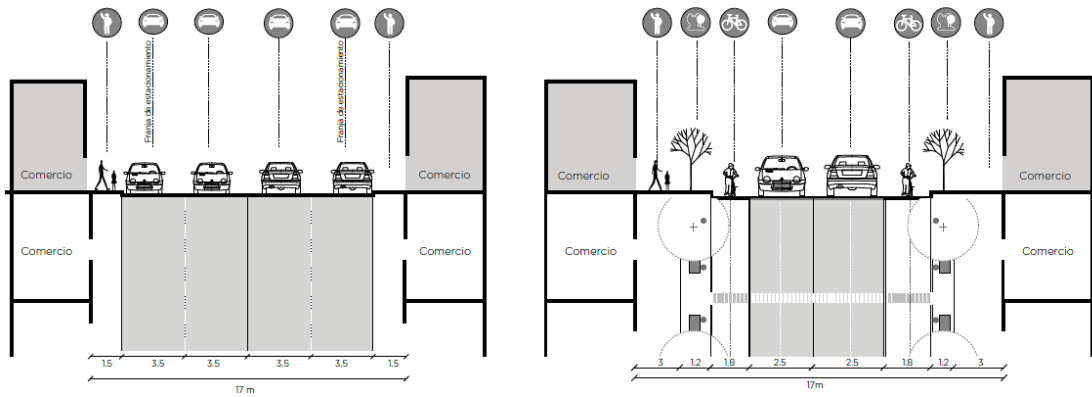 Franja de estacionamiento
Franja de estacionamiento
Comercio
Comercio
Comercio
Comercio
1.5
3.5
3.5
3.5
3.5
1.5
17 m
Comercio
Comercio
Comercio
Comercio
3
1.2
1.8
2.5
2.5
1.8
1.2
3
17m